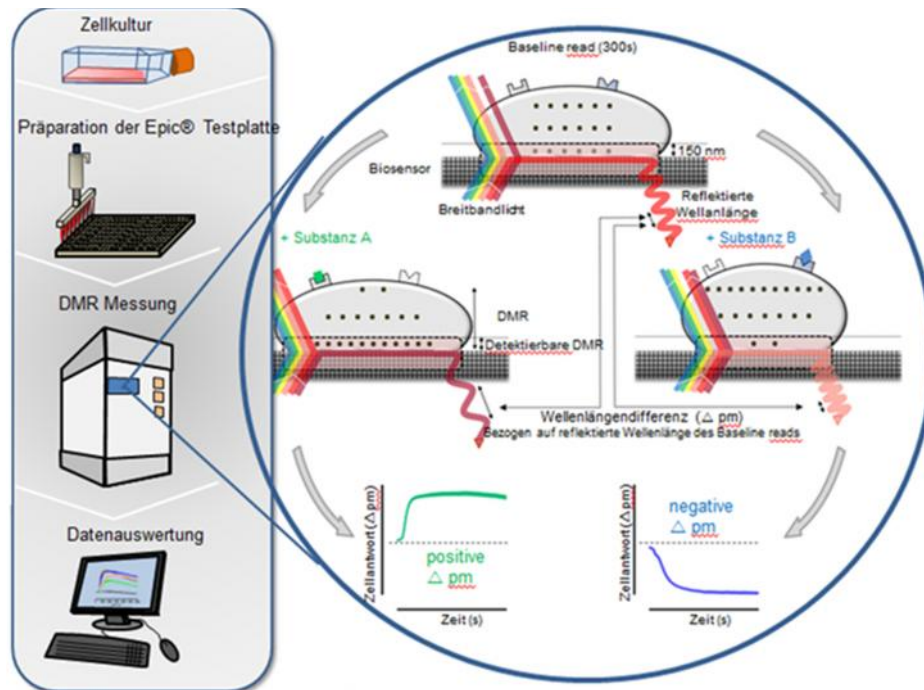 Zellkultur
Präparation der Epic® Testplatte
DMR Messung
Datenauswertung
Baseline read (300s)
150 nm
Biosensor
Breitbandlicht
Reflektierte
Wellanlänge
+ Substanz A
+ Substanz B
DMR
Detektierbare DMR
Wellenlängendifferenz (△ pm)
Bezogen auf reflektierte Wellenlänge des Baseline reads
Zellantwort (△pm)
positive
△ pm
Zeit (s)
Zellantwort (△pm)
negative
△ pm
Zeit (s)